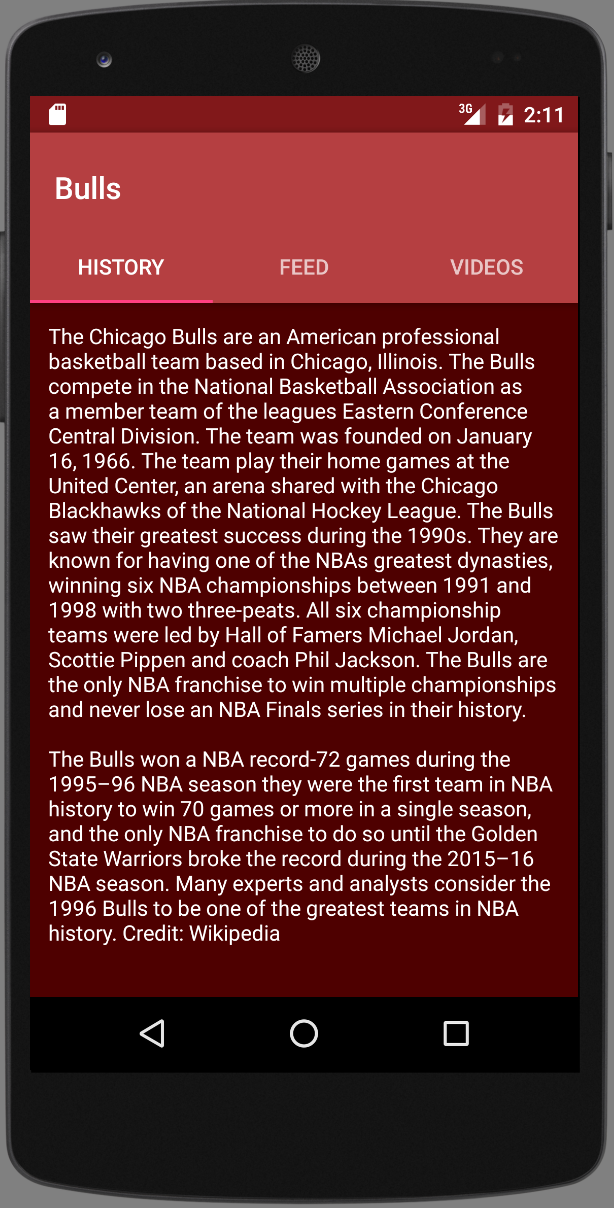 3G 2:11
Bulls
HISTORY FEED VIDEOS
The Chicago Bulls are an American professional
basketball team based in Chicago, Illinois. The Bulls
compete in the National Basketball Association as
a member team of the leagues Eastern Conference
Central Division. The team was founded on January
16, 1966. The team play their home games at the
United Center, an arena shared with the Chicago
Blackhawks of the National Hockey League. The Bulls
saw their greatest success during the 1990s. They are
known for having one of the NBAs greatest dynasties,
winning six NBA championships between 1991 and
1998 with two three-peats. All six championship
teams were led by Hall of Famers Michael Jordan,
Scottie Pippen and coach Phil Jackson. The Bulls are
the only NBA franchise to win multiple championships
and never lose an NBA Finals series in their history.
The Bulls won a NBA record-72 games during the
1995–96 NBA season they were the first team in NBA
history to win 70 games or more in a single season,
and the only NBA franchise to do so until the Golden
State Warriors broke the record during the 2015–16
NBA season. Many experts and analysts consider the
1996 Bulls to be one of the greatest teams in NBA
history. Credit: Wikipedia